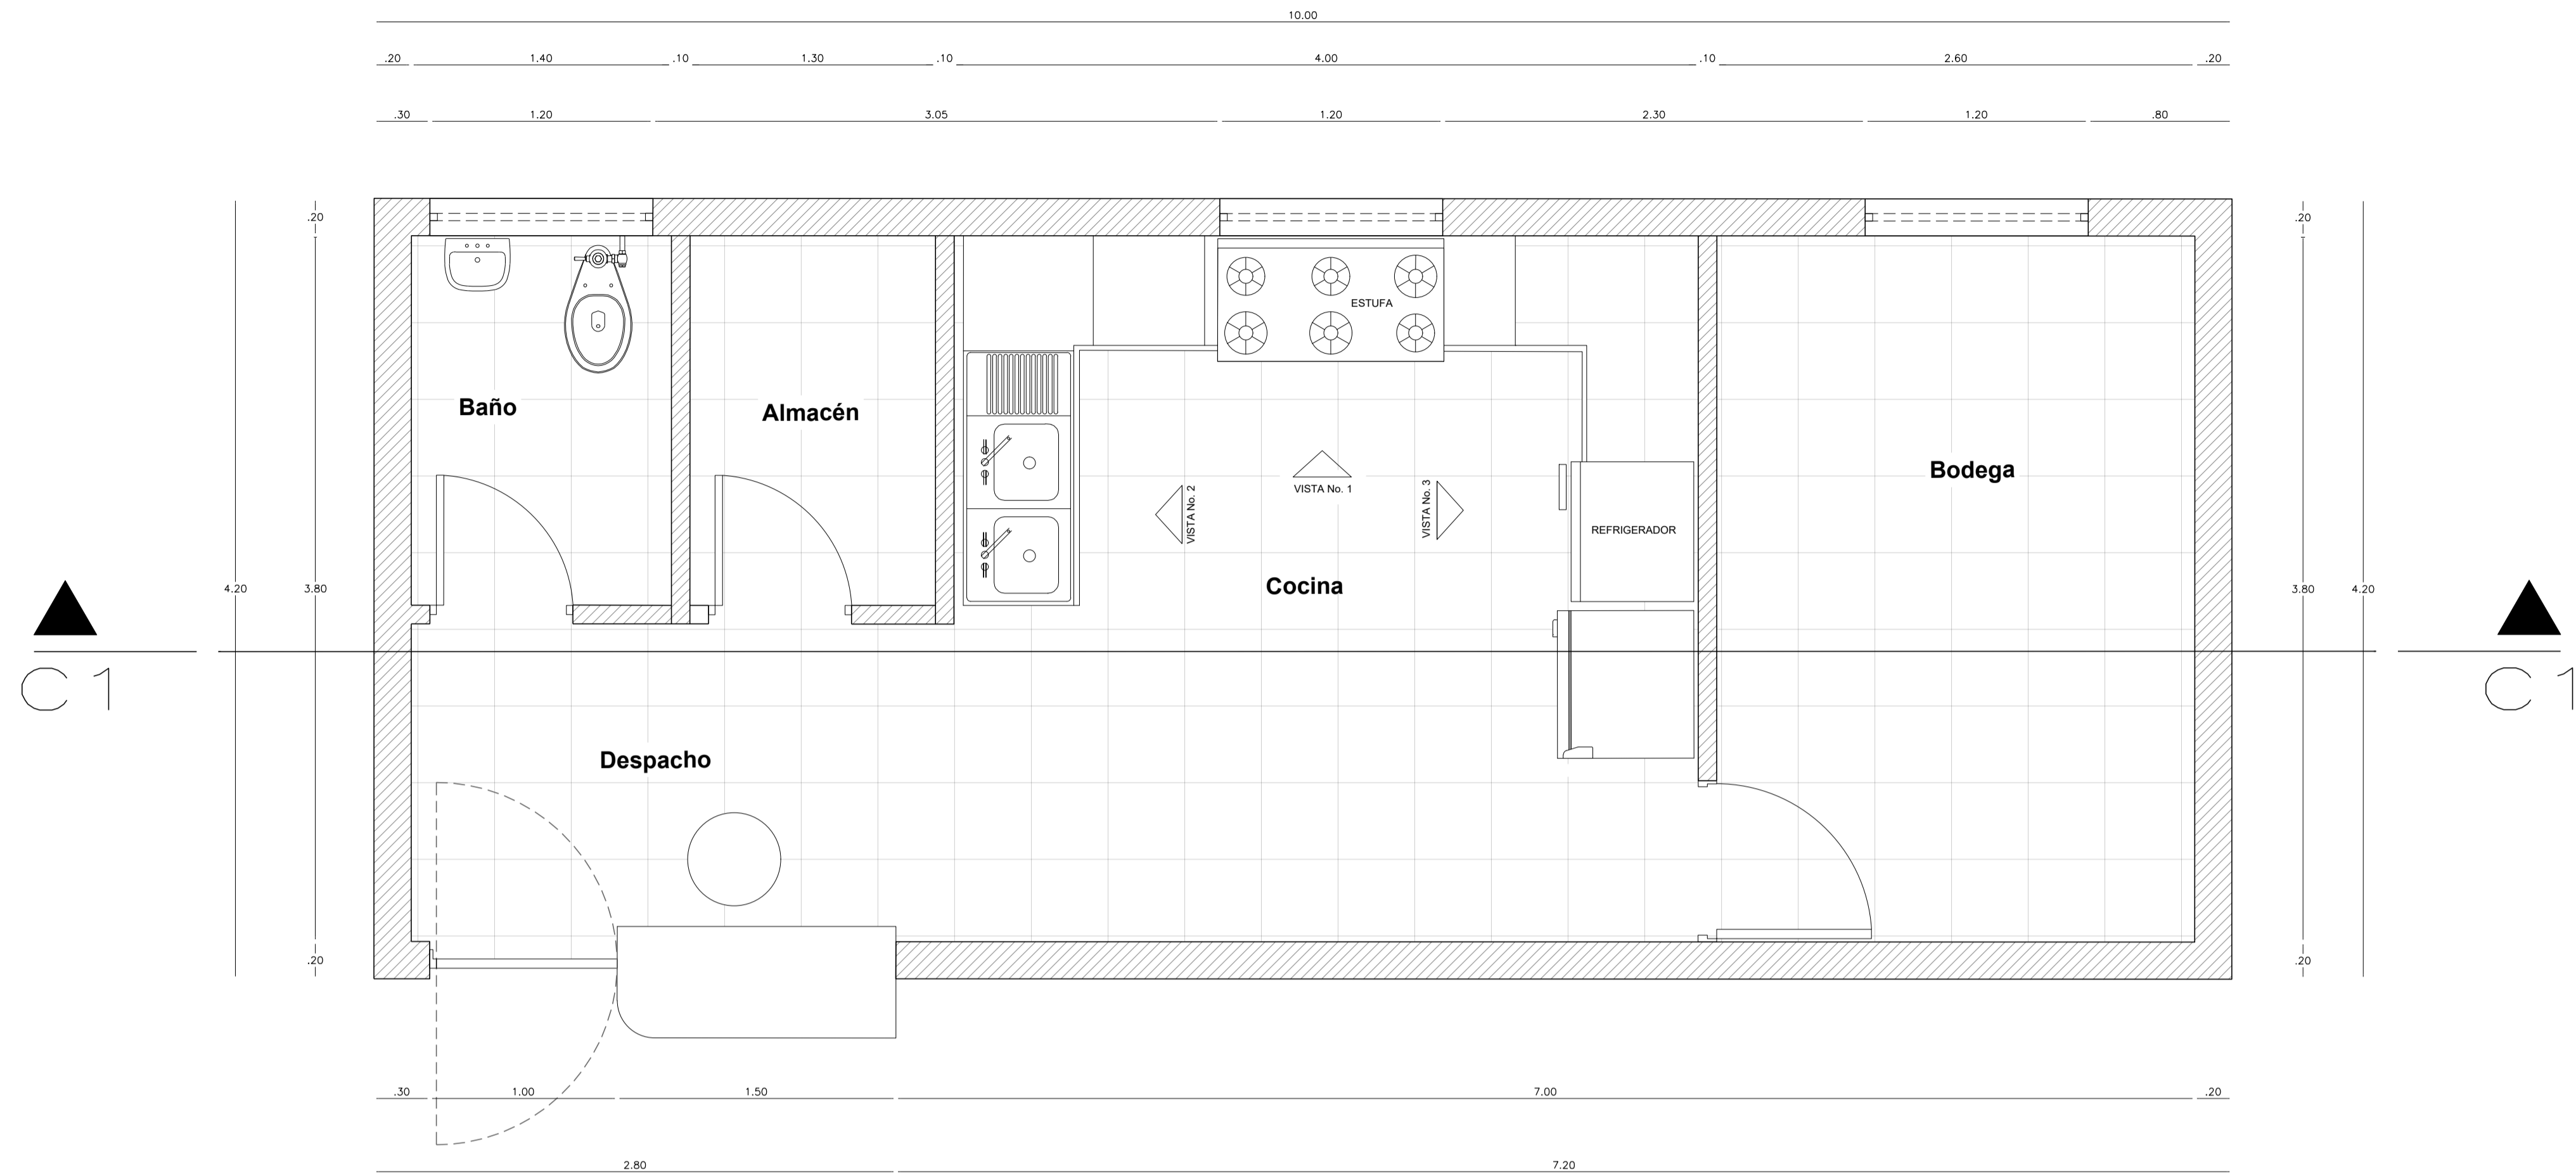 10.00
.20 1.40 .10 1.30 .10 4.00 .10 2.60 .20
.30 1.20 3.05 1.20 2.30 1.20 .80
.20 .20
ESTUFA
Baño
Almacén
Bodega
VISTA No. 1
VISTA No. 2
VISTA No. 3
REFRIGERADOR
Cocina
4.20 3.80 3.80 4.20
C1 C1
Despacho
.20 .20
.30 1.00 1.50 7.00 .20
2.80 7.20